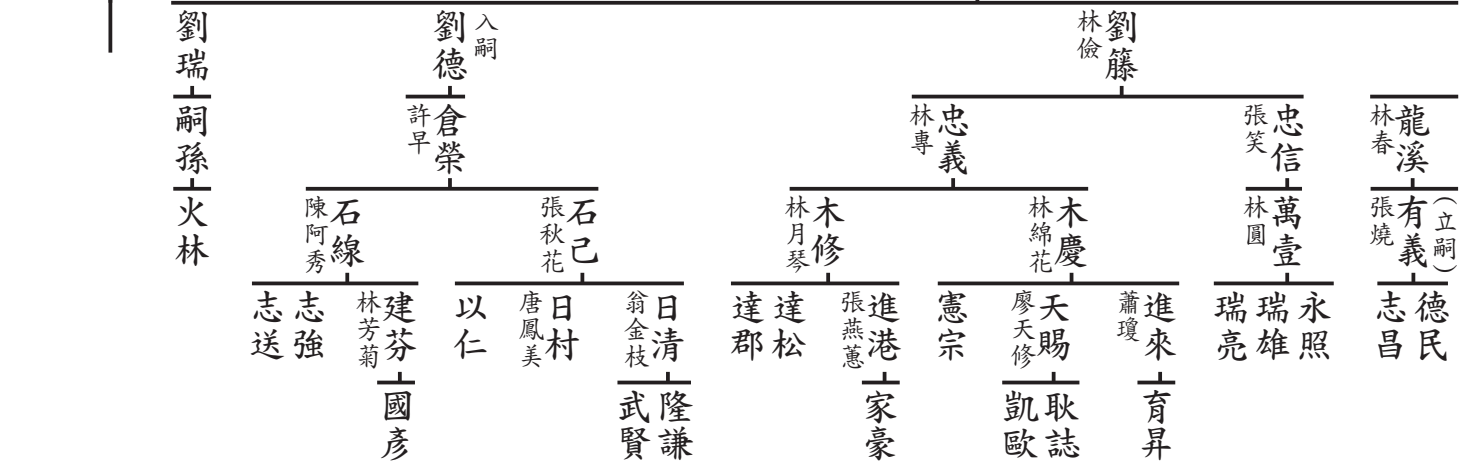 劉籐
林儉
入嗣
劉德
劉瑞
龍溪
林春
忠信
張笑
忠義
林專
倉榮
許早
嗣孫
（立嗣）
有義
張燒
萬壹
林圓
木慶
林綿花
木修
林月琴
石己
張秋花
石線
陳阿秀
火林
德民
志昌
永照
瑞雄
瑞亮
進來
蕭瓊
天賜
廖天修
憲宗
進港
張燕蕙
達松
達郡
日清
翁金枝
日村
唐鳳美
以仁
建芬
林芳菊
志強
志送
育昇
耿誌
凱歐
家豪
隆謙
武賢
國彥